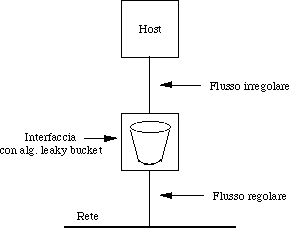 Host
Flusso irregolare
Interfaccia
con alg. leaky bucket
Flusso regolare
Rete